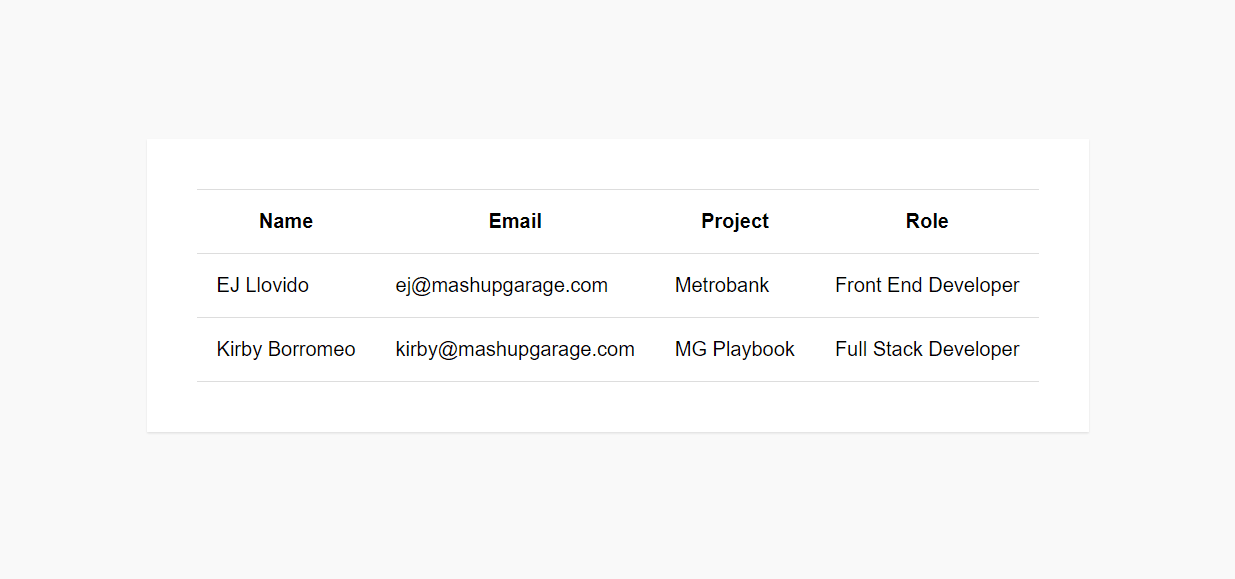 Name Email Project Role
EJ Llovido ej@mashupgarage.com Metrobank Front End Developer
Kirby Borromeo kirby@mashupgarage.com MG Playbook Full Stack Developer